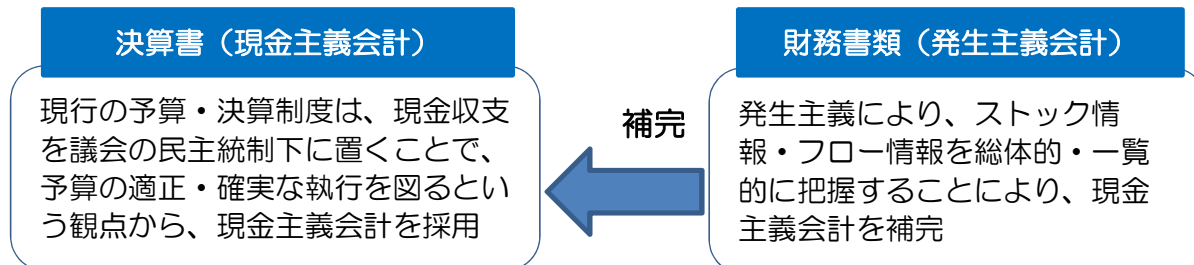 決算書（現金主義会計）
現行の予算・決算制度は、現金収支
を議会の民主統制下に置くことで、
予算の適正・確実な執行を図るとい
う観点から、現金主義会計を採用
補完
財務書類（発生主義会計）
発生主義により、ストック情
報・フロー情報を総体的・一覧
的に把握することにより、現金
主義会計を補完